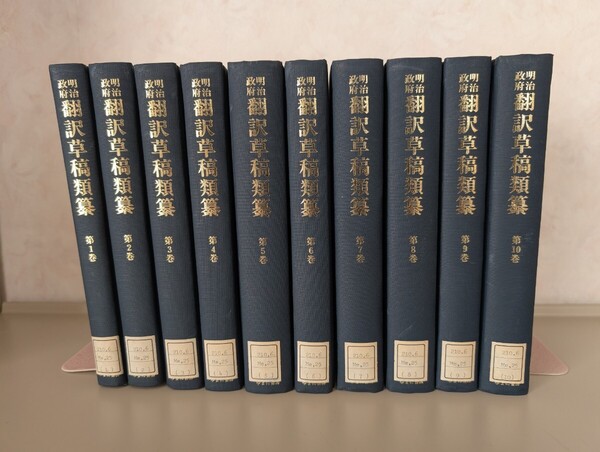 明治
政府
翻訳草稿類纂
第1巻
明治
政府
翻訳草稿類纂
第2巻
明治
政府
翻訳草稿類纂
第3巻
明治
政府
翻訳草稿類纂
第4巻
明治
政府
翻訳草稿類纂
第5巻
明治
政府
翻訳草稿類纂
第6巻
明治
政府
翻訳草稿類纂
第7巻
明治
政府
翻訳草稿類纂
第8巻
明治
政府
翻訳草稿類纂
第9巻
明治
政府
翻訳草稿類纂
第10巻